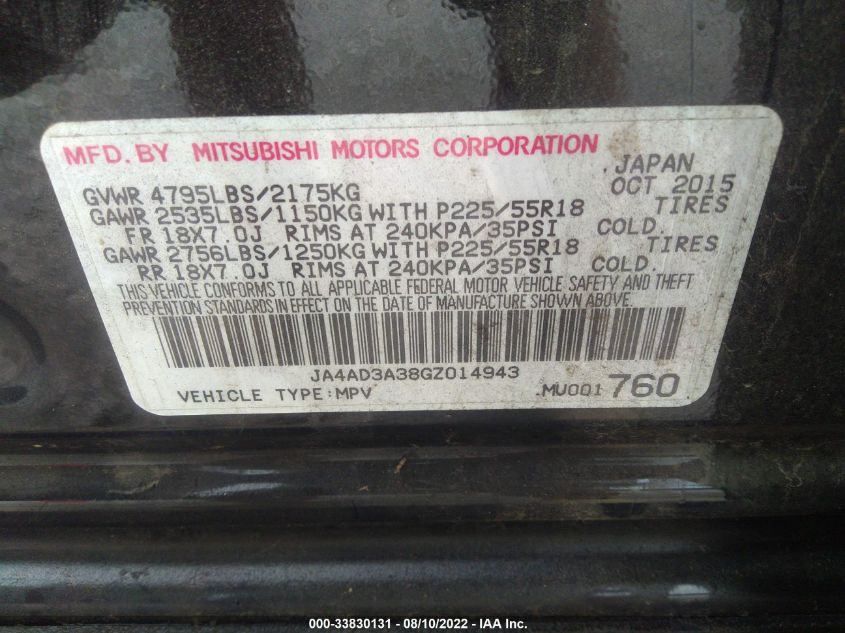 MFD. BY MITSUBISHI MOTORS CORPORATION .JAPAN
GVWR 4795LBS/2175KG OCT 2015
GAWR 2535LBS/1150KG WITH P225/55R18 TIRES
FR 18X7.0J RIMS AT 240KPA/35PSI COLD.
GAWR 2756LBS/1250KG WITH P225/55R18 TIRES
RR 18X7.0J RIMS AT 240KPA/35PSI COLD.
THIS VEHICLE CONFORMS TO ALL APPLICABLE FEDERAL MOTOR VEHICLE SAFETY AND THEFT
PREVENTION STANDARDS IN EFFECT ON THE DATE OF MANUFACTURE SHOWN ABOVE.
JA4AD3A38GZ014943
VEHICLE TYPE:MPV .MU001 760
000-33830131 - 08/10/2022 - IAA Inc.